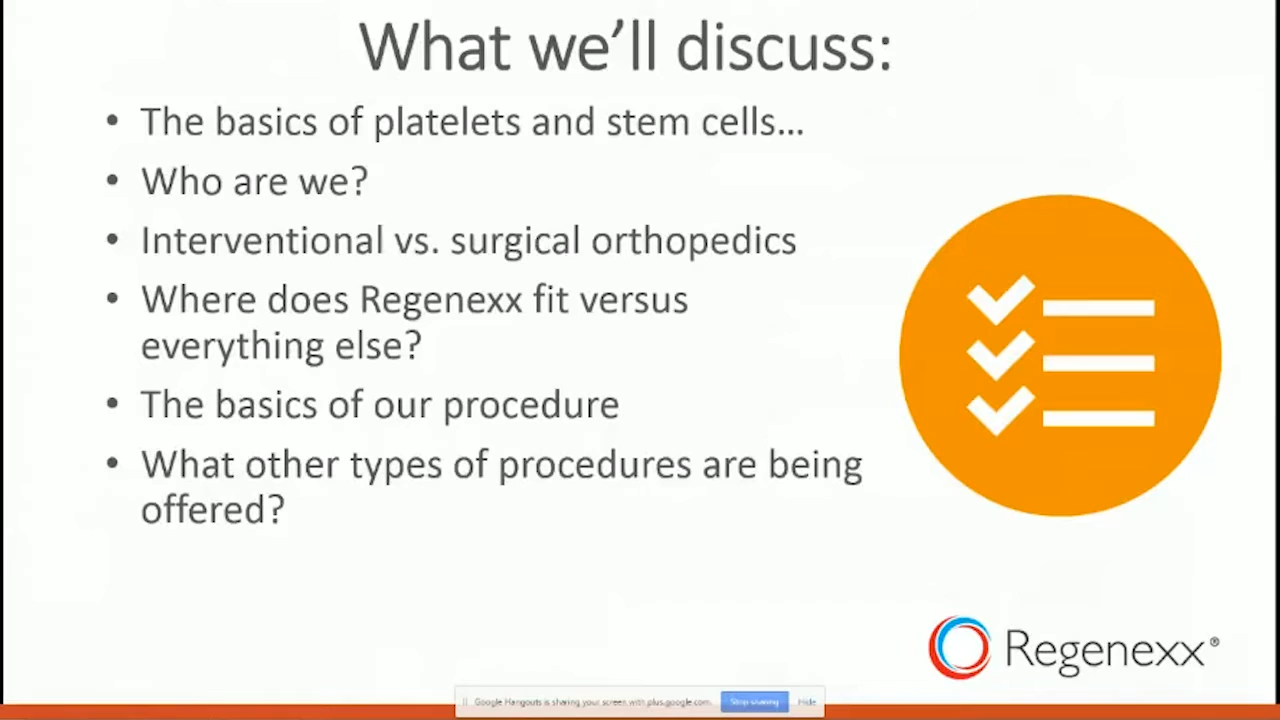 What we’ll discuss:
• The basics of platelets and stem cells...
• Who are we?
• Interventional vs. surgical orthopedics
• Where does Regenexx fit versus
everything else?
• The basics of our procedure
• What other types of procedures are being
offered?
Regenexx®
Google Hangouts is sharing your screen with plus.google.com. Stop sharing Hide